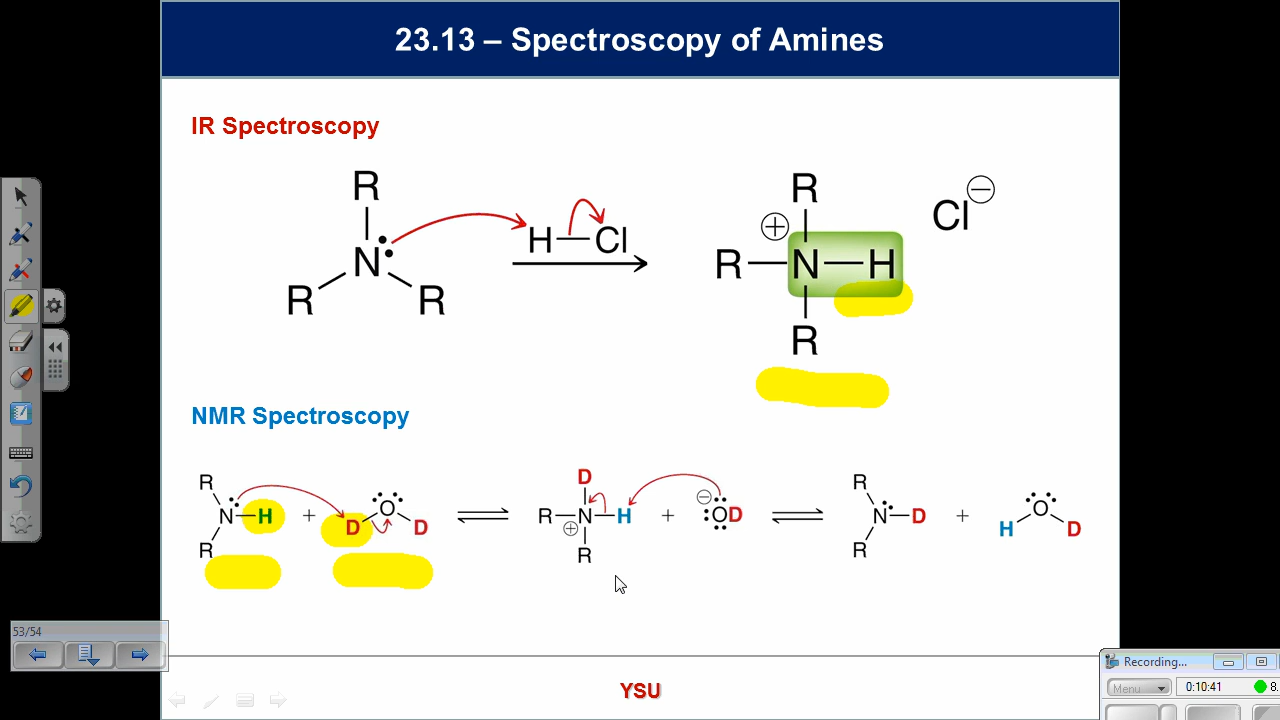 23.13 – Spectroscopy of Amines
IR Spectroscopy
R
N
R
R
H
Cl
R
R
N
H
R
⊕
Cl
⊖
NMR Spectroscopy
R
N
H
R
+
D
O
D
D
R
N
H
R
⊕
+
⊖
OD
R
N
D
R
+
H
O
D
53/54
YSU
Recording...
Menu
0:10:41
8.